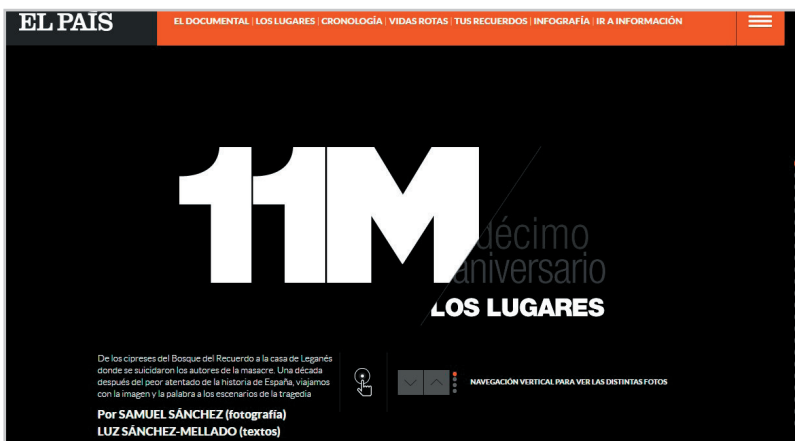 EL PAÍS
EL DOCUMENTAL | LOS LUGARES | CRONOLOGÍA | VIDAS ROTAS | TUS RECUERDOS | INFOGRAFÍA | IR A INFORMACIÓN
11M
décimo
aniversario
LOS LUGARES
De los cipreses del Bosque del Recuerdo a la casa de Leganés
donde se suicidaron los autores de la masacre. Una década
después del peor atentado de la historia de España, viajamos
con la imagen y la palabra a los escenarios de la tragedia
Por SAMUEL SÁNCHEZ (fotografía)
LUZ SÁNCHEZ-MELLADO (textos)
NAVEGACIÓN VERTICAL PARA VER LAS DISTINTAS FOTOS